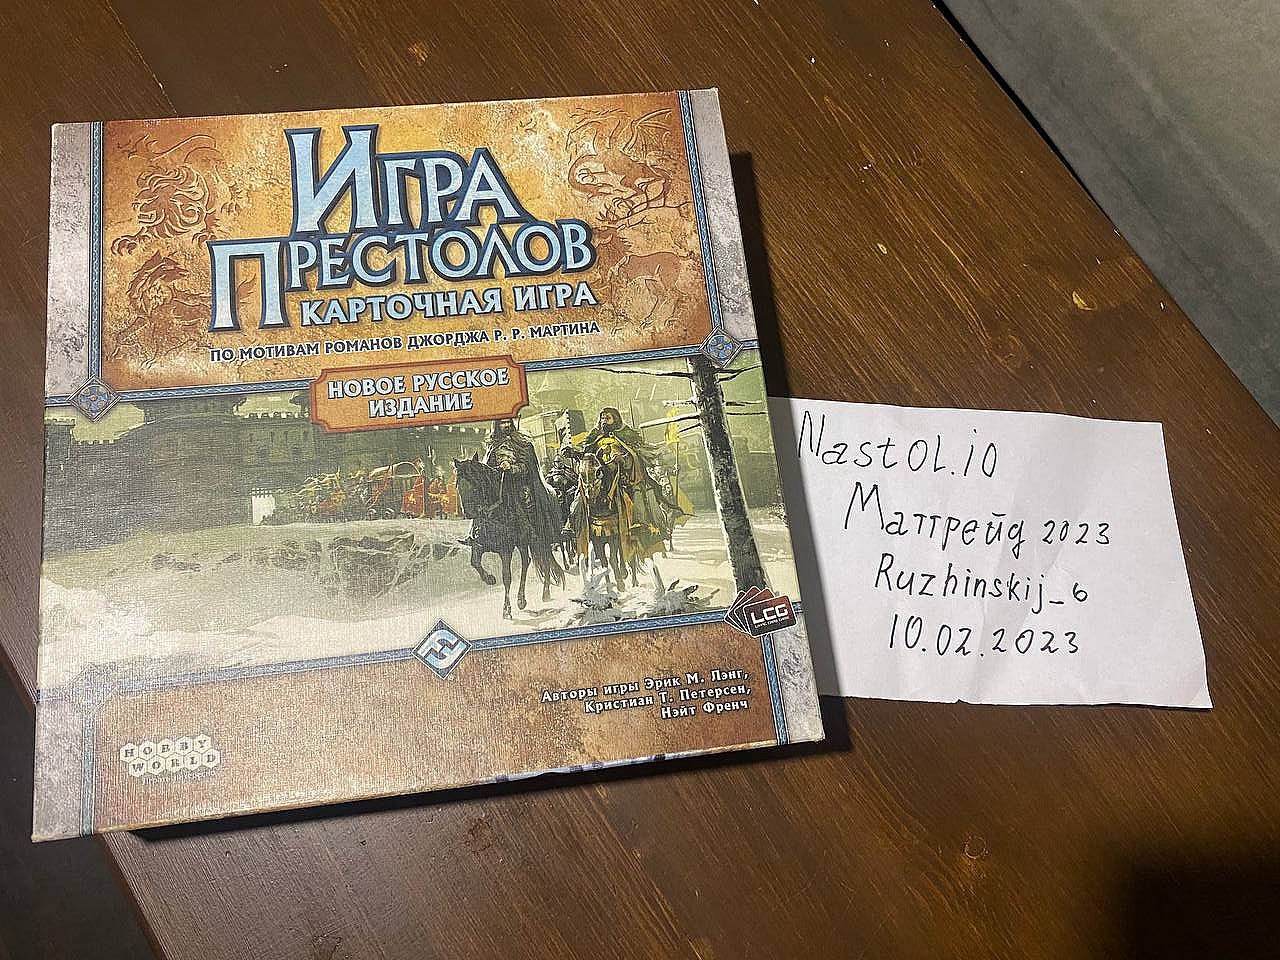 ИГРА
ПРЕСТОЛОВ
КАРТОЧНАЯ ИГРА
ПО МОТИВАМ РОМАНОВ ДЖОРДЖА Р. Р. МАРТИНА
НОВОЕ РУССКОЕ
ИЗДАНИЕ
LCG
Авторы игры Эрик М. Лэнг,
Кристиан Т. Петерсен,
Нэйт Френч
HOBBY
WORLD
Nastol.io
Матрейд 2023
Ruzhinskij_6
10.02.2023